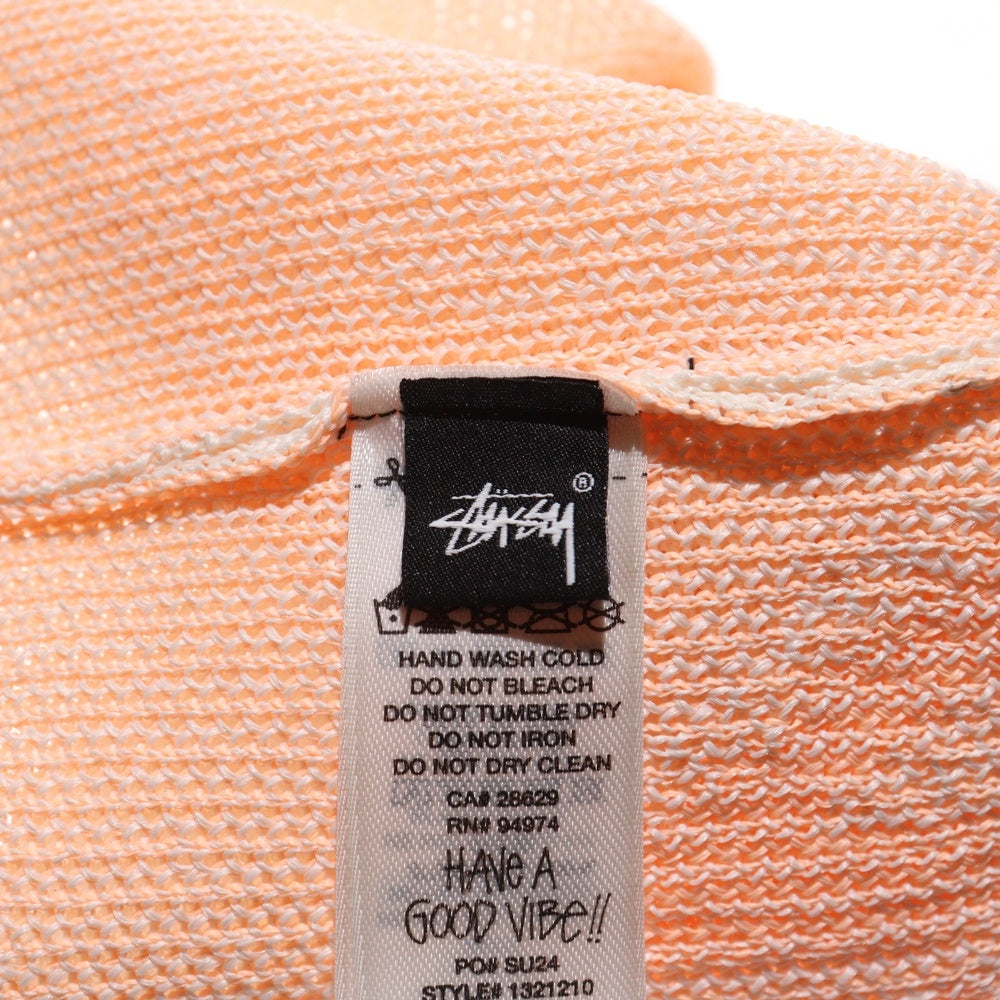 STÜSSY ®
HAND WASH COLD
DO NOT BLEACH
DO NOT TUMBLE DRY
DO NOT IRON
DO NOT DRY CLEAN
CA# 28629
RN# 94974
HAVE A
GOOD VIBE!!
PO# SU24
STYLE# 1321210